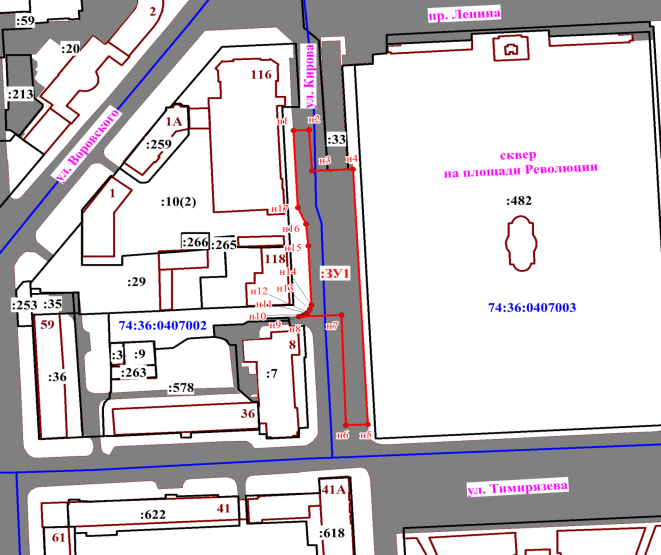 :59
2
пр. Ленина
:20
ул. Кирова
116
:213
1А
н1
н2
:33
:259
ул. Воровского
н3
н4
сквер
на площади Революции
1
:10(2)
:482
н17
н16
:266
:265
н15
118
н14
:ЗУ1
:29
н13
н12
:253
:35
н11
74:36:0407003
59
74:36:0407002
н10
н9
н8
н7
8
:3
:9
:36
:263
:7
:578
36
н6
н5
ул. Тимирязева
41А
:622
41
61
:618